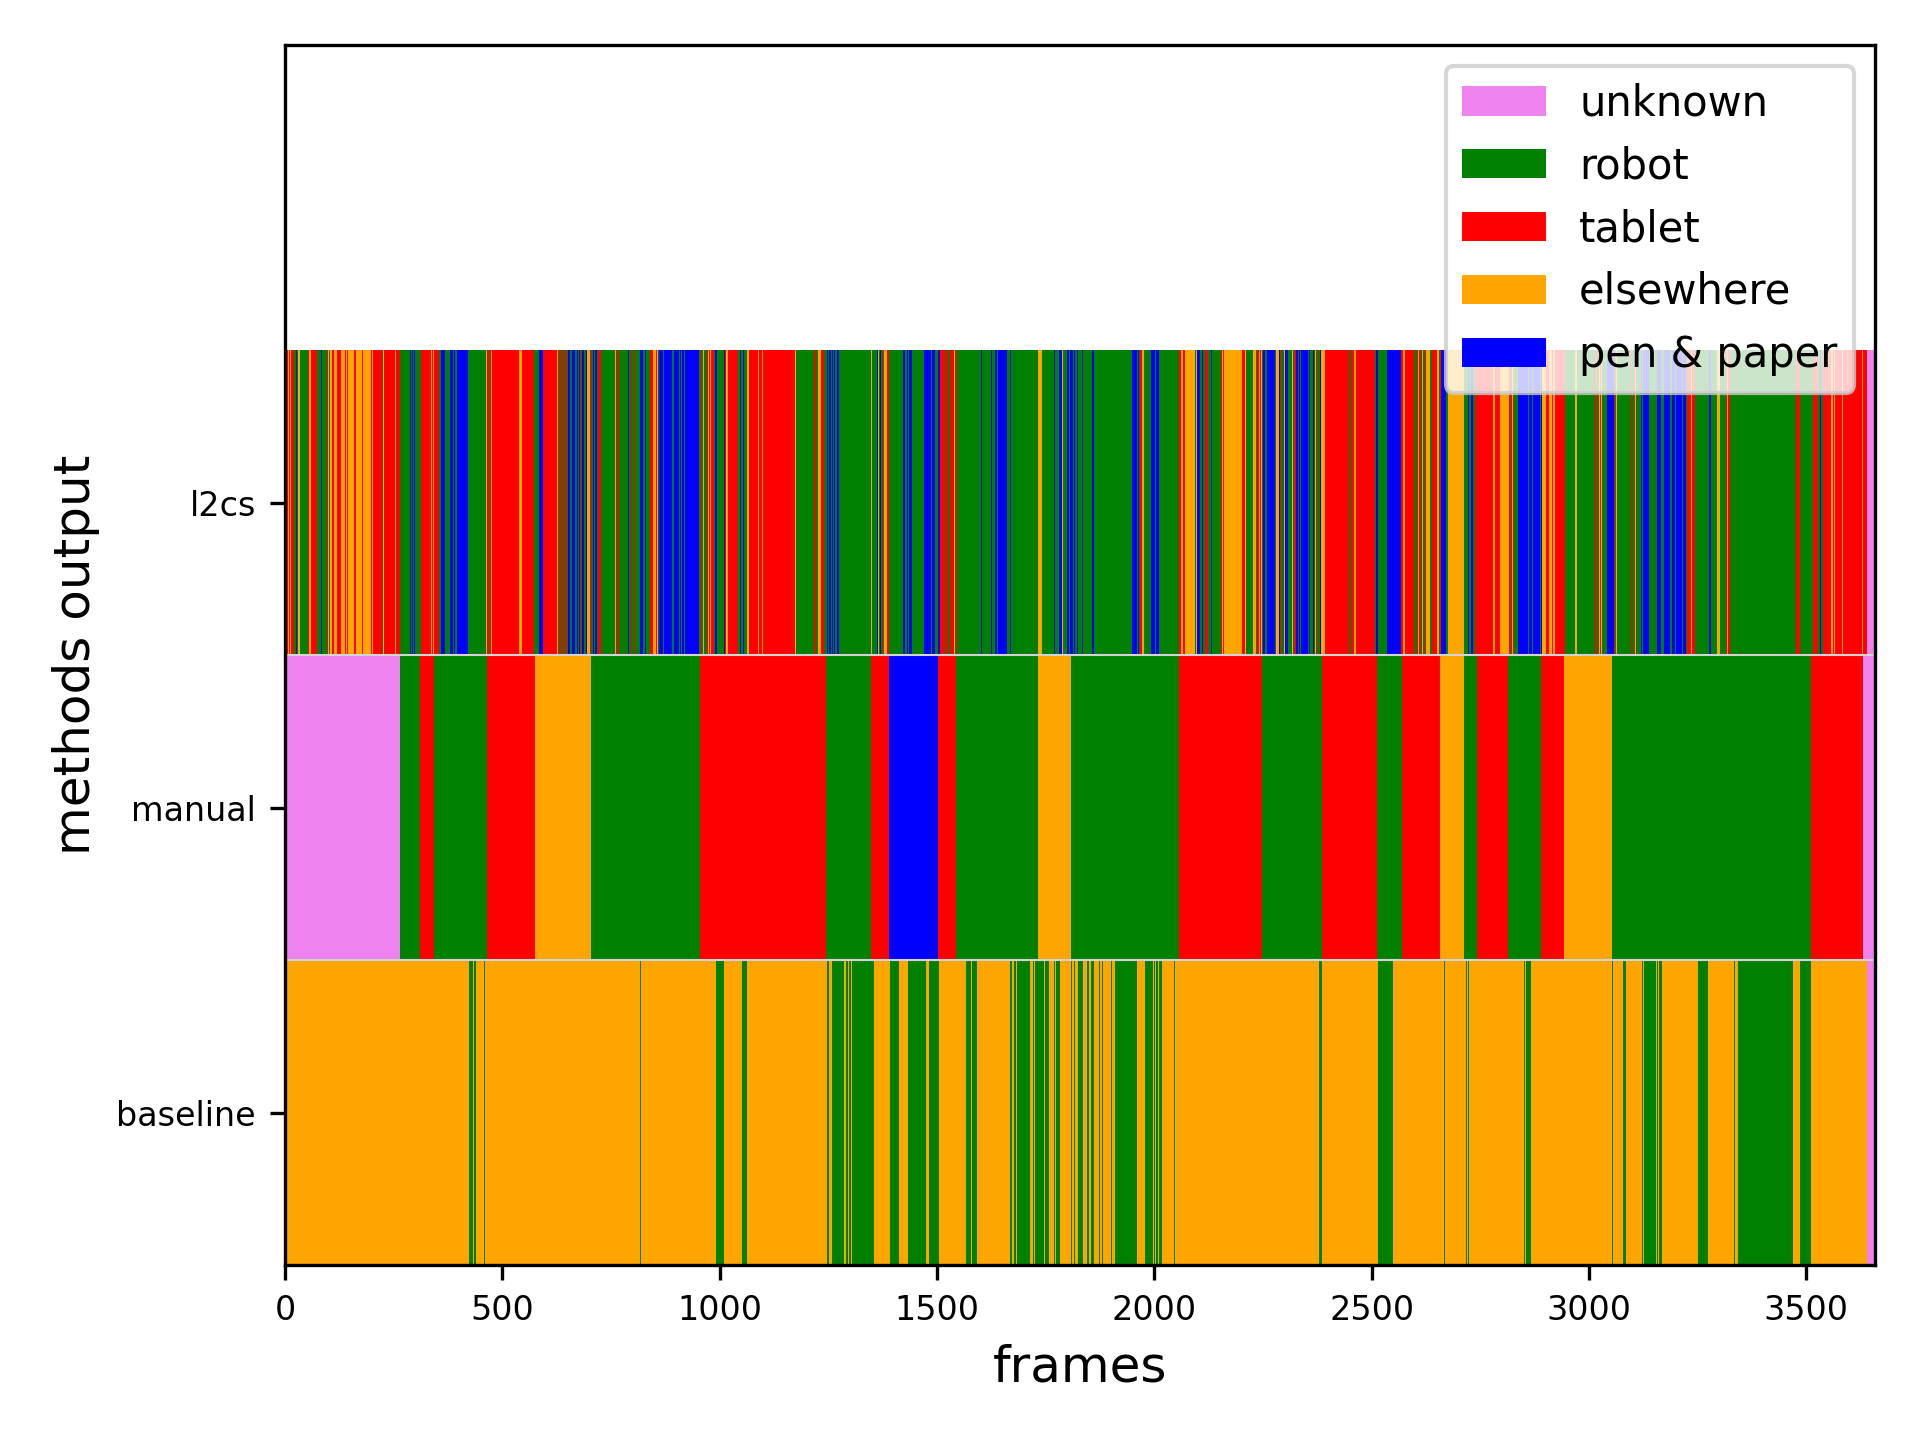 unknown
robot
tablet
elsewhere
pen & paper
methods output
l2cs
manual
baseline
0 500 1000 1500 2000 2500 3000 3500
frames